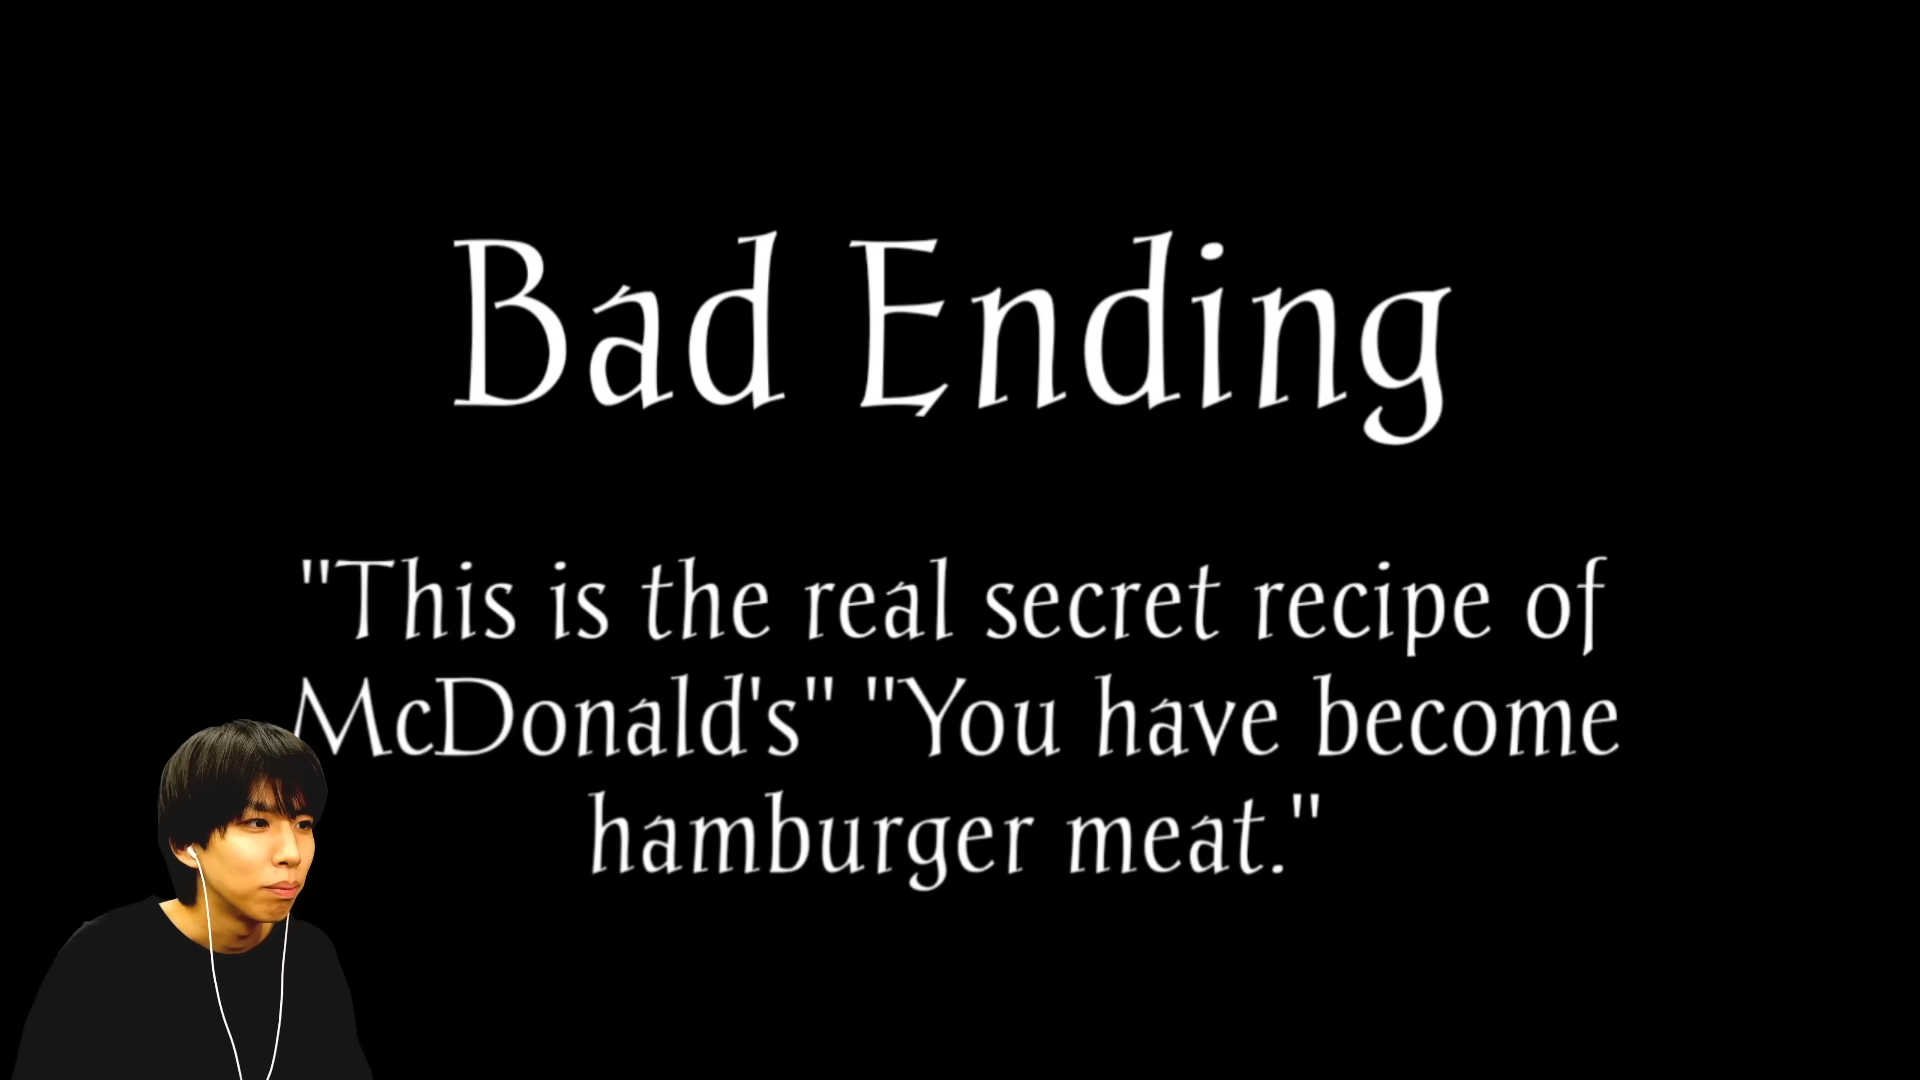 Bad Ending
"This is the real secret recipe of
McDonald's" "You have become
hamburger meat."